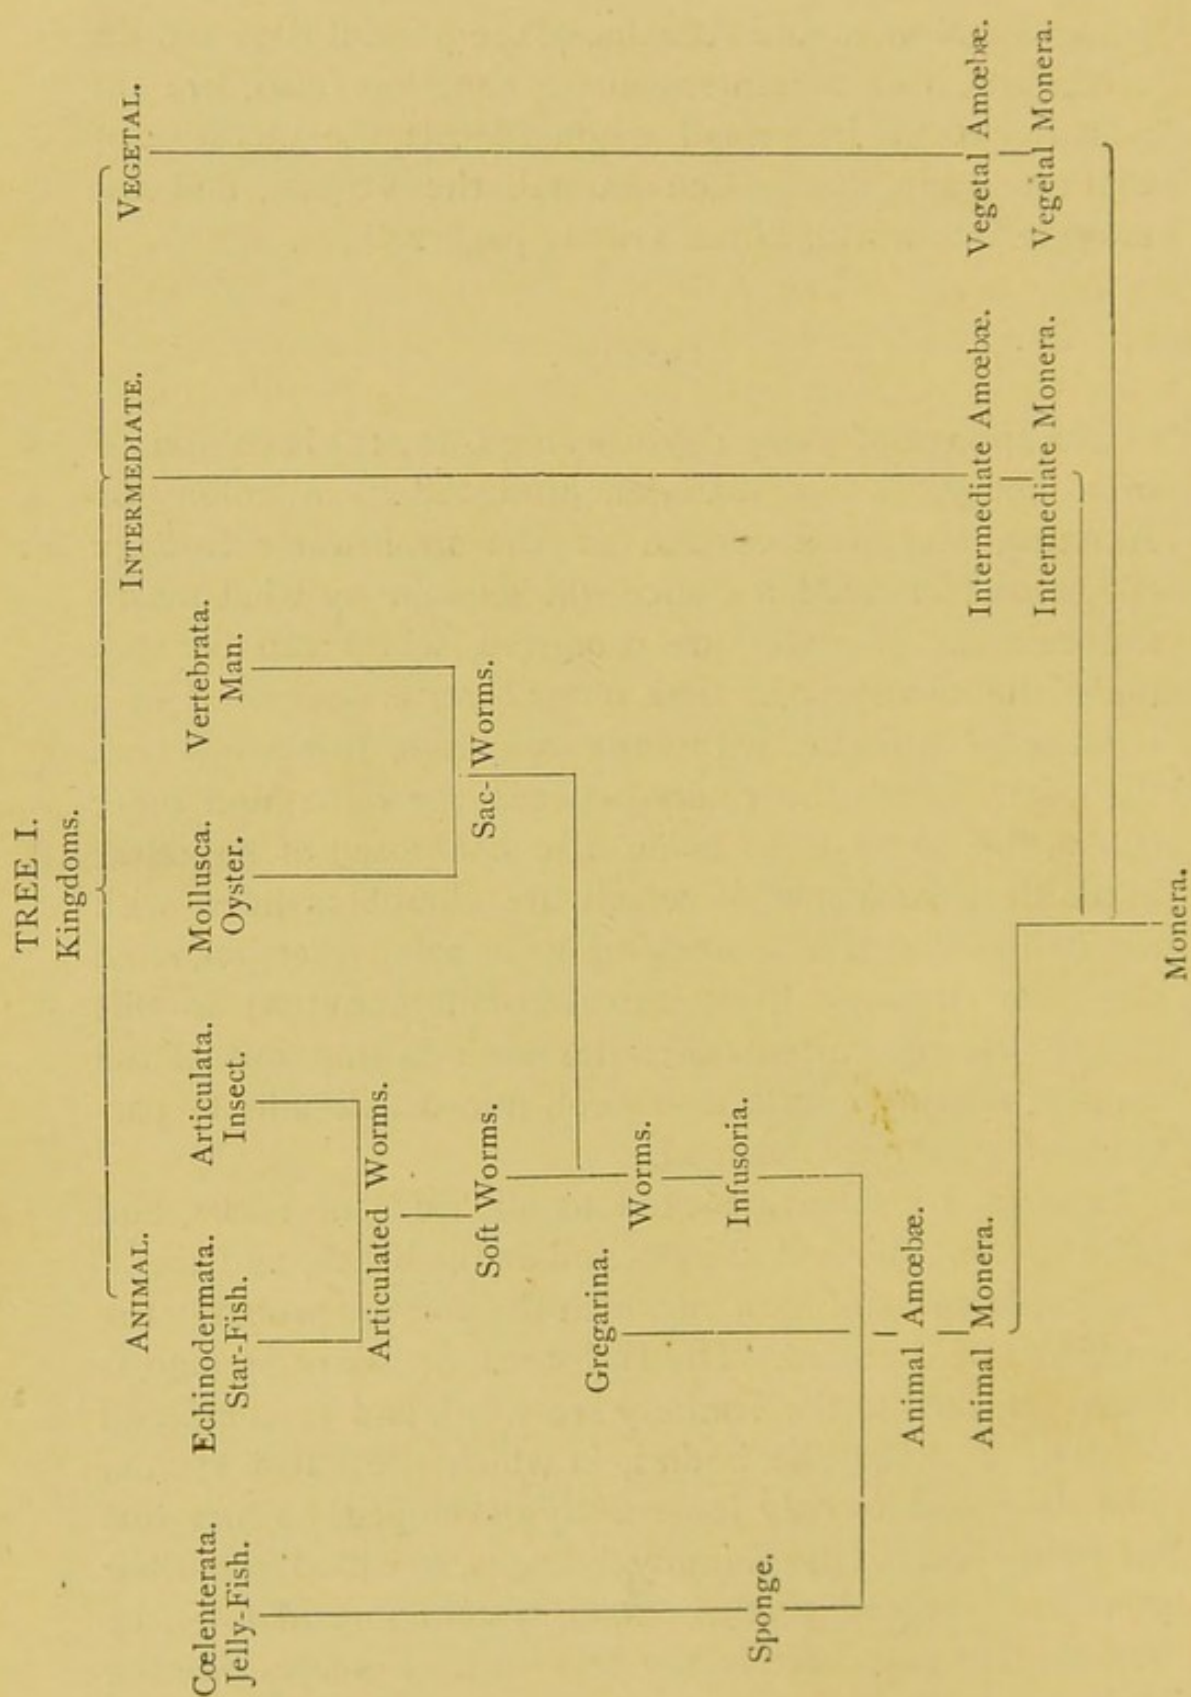 TREE I.
Kingdoms.
ANIMAL. INTERMEDIATE. VEGETAL.
Cœlenterata. Echinodermata. Articulata. Mollusca. Vertebrata.
Jelly-Fish. Star-Fish. Insect. Oyster. Man.
Articulated Worms.
Soft Worms. Sac-Worms.
Gregarina.
Worms.
Infusoria.
Sponge.
Animal Amœbæ.
Animal Monera.
Intermediate Amœbæ. Vegetal Amœbæ.
Intermediate Monera. Vegetal Monera.
Monera.